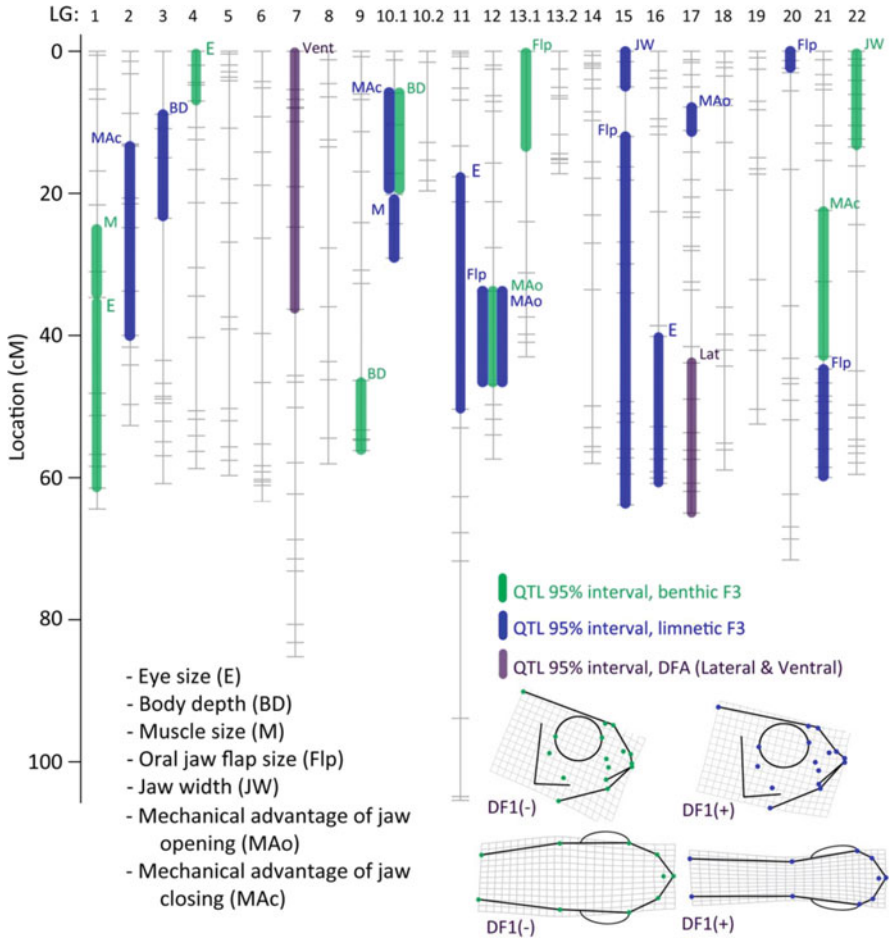 LG: 1 2 3 4 5 6 7 8 9 10.1 10.2 11 12 13.1 13.2 14 15 16 17 18 19 20 21 22
0
E
Vent
Flp
JW
Flp
JW
MAc
BD
MAc
BD
Flp
MAo
20
M
M
E
MAc
E
Flp
MAo
MAo
40
BD
E
Lat
Flp
60
80
100
Location (cM)
QTL 95% interval, benthic F3
QTL 95% interval, limnetic F3
QTL 95% interval, DFA (Lateral & Ventral)
- Eye size (E)
- Body depth (BD)
- Muscle size (M)
- Oral jaw flap size (Flp)
- Jaw width (JW)
- Mechanical advantage of jaw
opening (MAo)
- Mechanical advantage of jaw
closing (MAc)
DF1(-)
DF1(+)
DF1(-)
DF1(+)